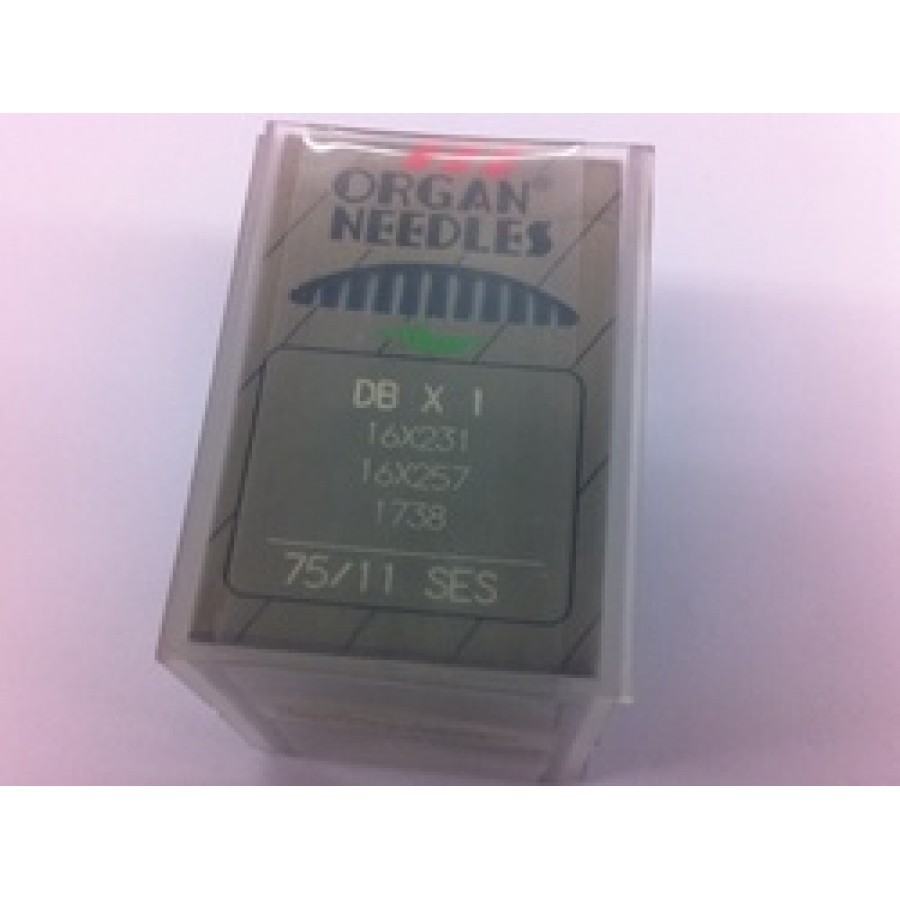 ORGAN®
NEEDLES
DB X 1
16X231
16X257
1738
75/11 SES